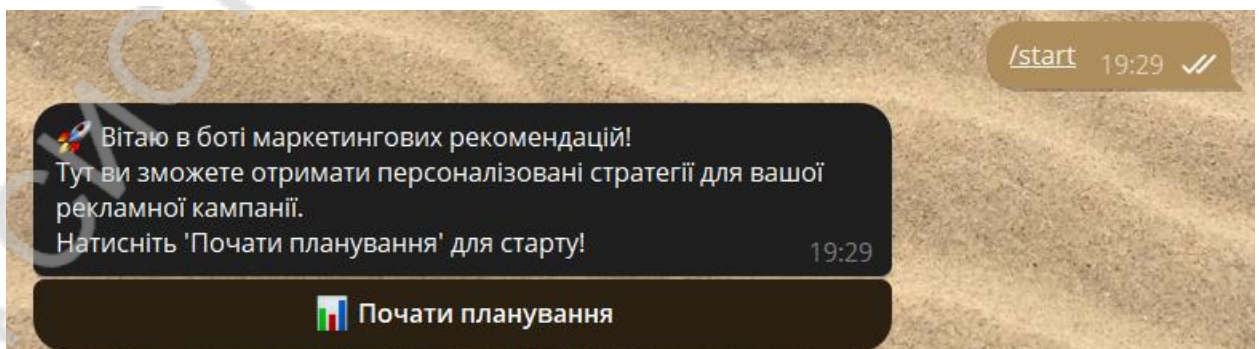 /start 19:29
🚀 Вітаю в боті маркетингових рекомендацій!
Тут ви зможете отримати персоналізовані стратегії для вашої
рекламної кампанії.
Натисніть 'Почати планування' для старту!
19:29
📊 Почати планування